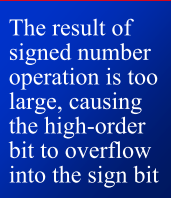 The result of
signed number
operation is too
large, causing
the high-order
bit to overflow
into the sign bit